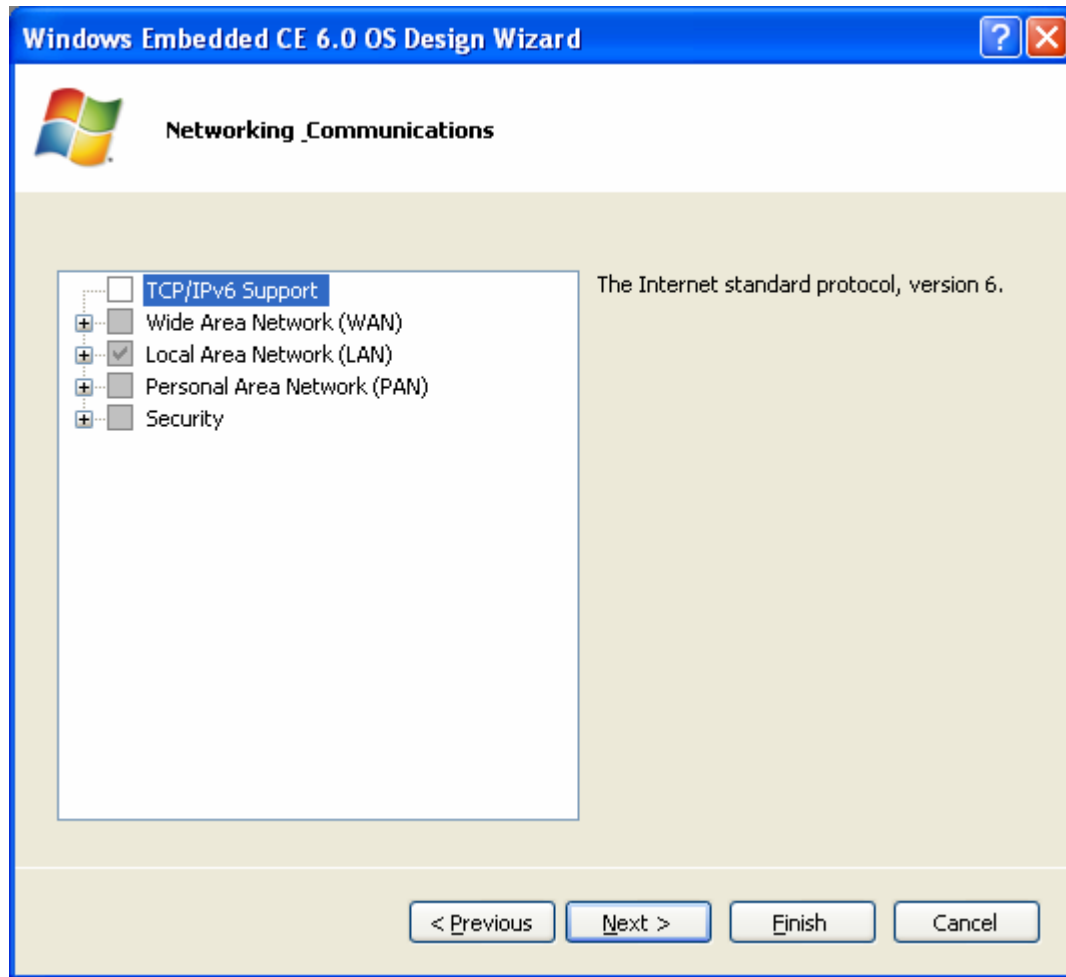 Windows Embedded CE 6.0 OS Design Wizard
Networking _Communications
TCP/IPv6 Support
Wide Area Network (WAN)
Local Area Network (LAN)
Personal Area Network (PAN)
Security
The Internet standard protocol, version 6.
< Previous
Next >
Finish
Cancel